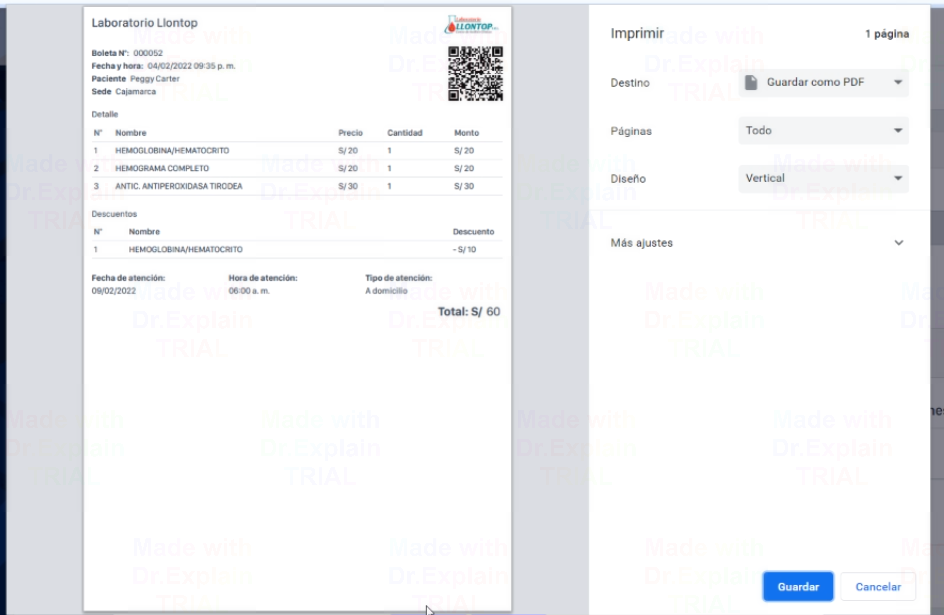 Laboratorio Llontop
Laboratorio
LLONTOP
Boleta N°: 000052
Fecha y hora: 04/02/2022 09:35 p. m.
Paciente Peggy Carter
Sede Cajamarca
Detalle
N° Nombre Precio Cantidad Monto
1 HEMOGLOBINA/HEMATOCRITO S/ 20 1 S/ 20
2 HEMOGRAMA COMPLETO S/ 20 1 S/ 20
3 ANTIC. ANTIPEROXIDASA TIRODEA S/ 30 1 S/ 30
Descuentos
N° Nombre Descuento
1 HEMOGLOBINA/HEMATOCRITO - S/ 10
Fecha de atención: Hora de atención: Tipo de atención:
09/02/2022 06:00 a. m. A domicilio
Total: S/ 60
Imprimir 1 página
Destino Guardar como PDF
Páginas Todo
Diseño Vertical
Más ajustes
Guardar Cancelar
Made with
Dr.Explain
TRIAL